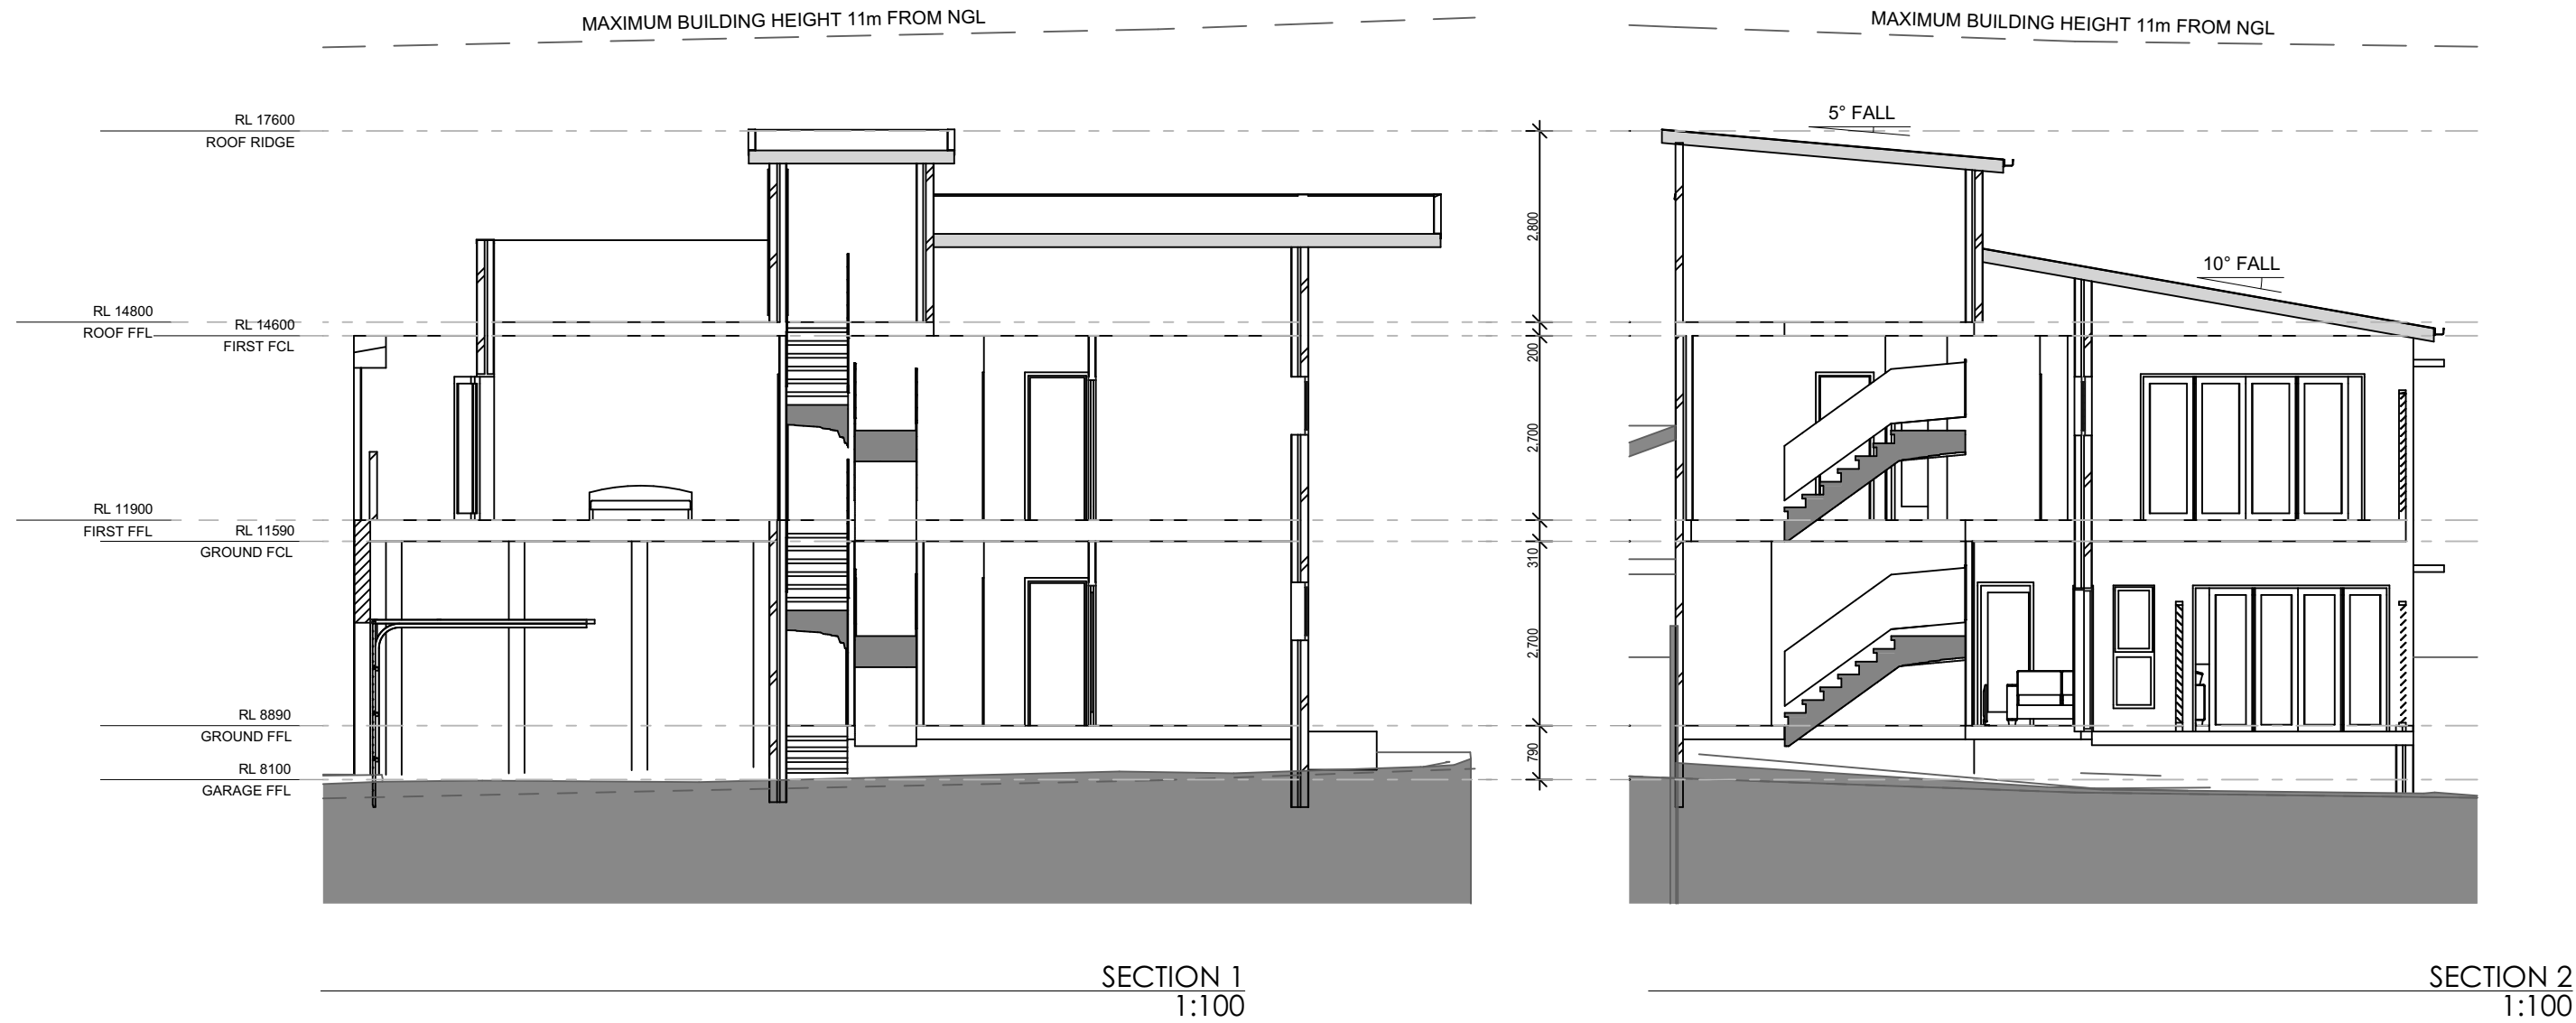 MAXIMUM BUILDING HEIGHT 11m FROM NGL
MAXIMUM BUILDING HEIGHT 11m FROM NGL
RL 17600
ROOF RIDGE
5° FALL
2,800
10° FALL
RL 14800
ROOF FFL
RL 14600
FIRST FCL
200
2,700
RL 11900
FIRST FFL
RL 11590
GROUND FCL
310
2,700
RL 8890
GROUND FFL
790
RL 8100
GARAGE FFL
SECTION 1
1:100
SECTION 2
1:100